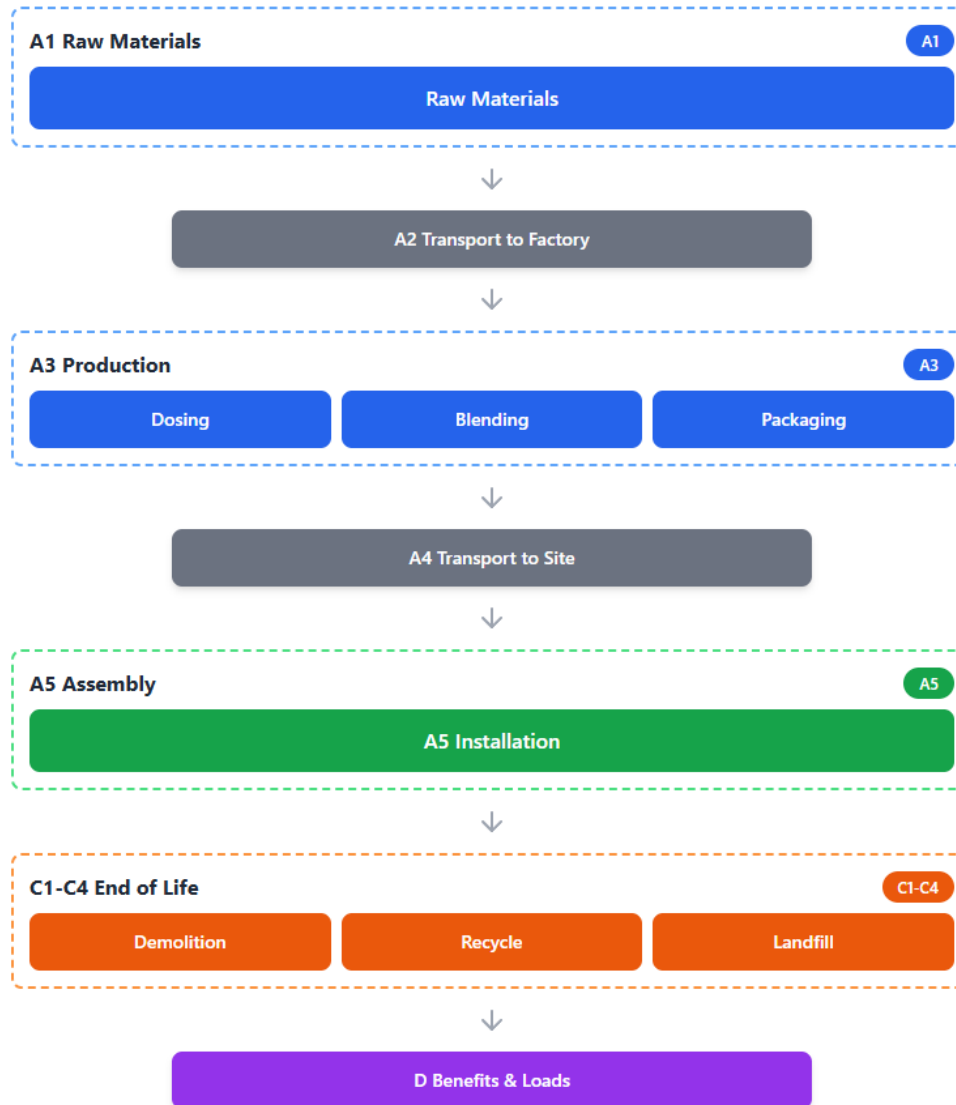 A1 Raw Materials
A1
Raw Materials
A2 Transport to Factory
A3 Production
A3
Dosing
Blending
Packaging
A4 Transport to Site
A5 Assembly
A5
A5 Installation
C1-C4 End of Life
C1-C4
Demolition
Recycle
Landfill
D Benefits & Loads